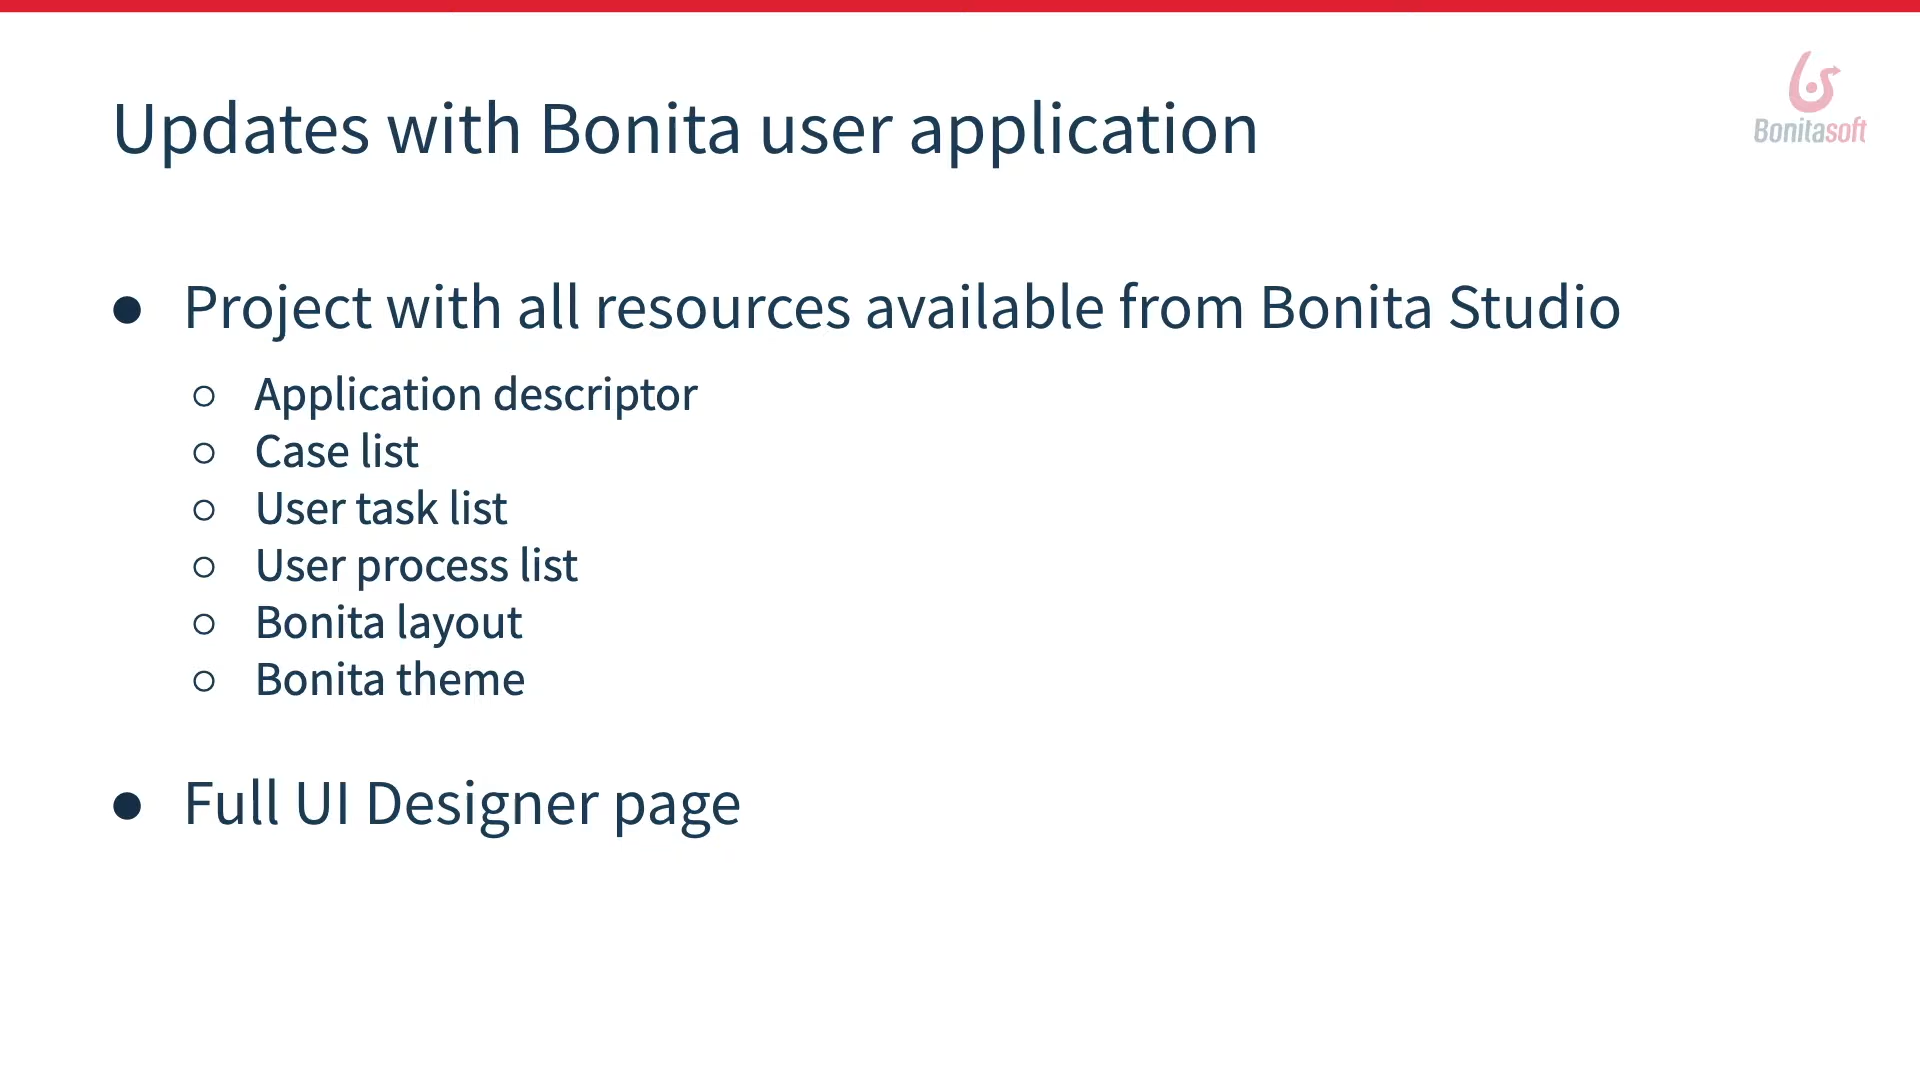 Updates with Bonita user application
Bonitasoft
● Project with all resources available from Bonita Studio
○ Application descriptor
○ Case list
○ User task list
○ User process list
○ Bonita layout
○ Bonita theme
● Full UI Designer page